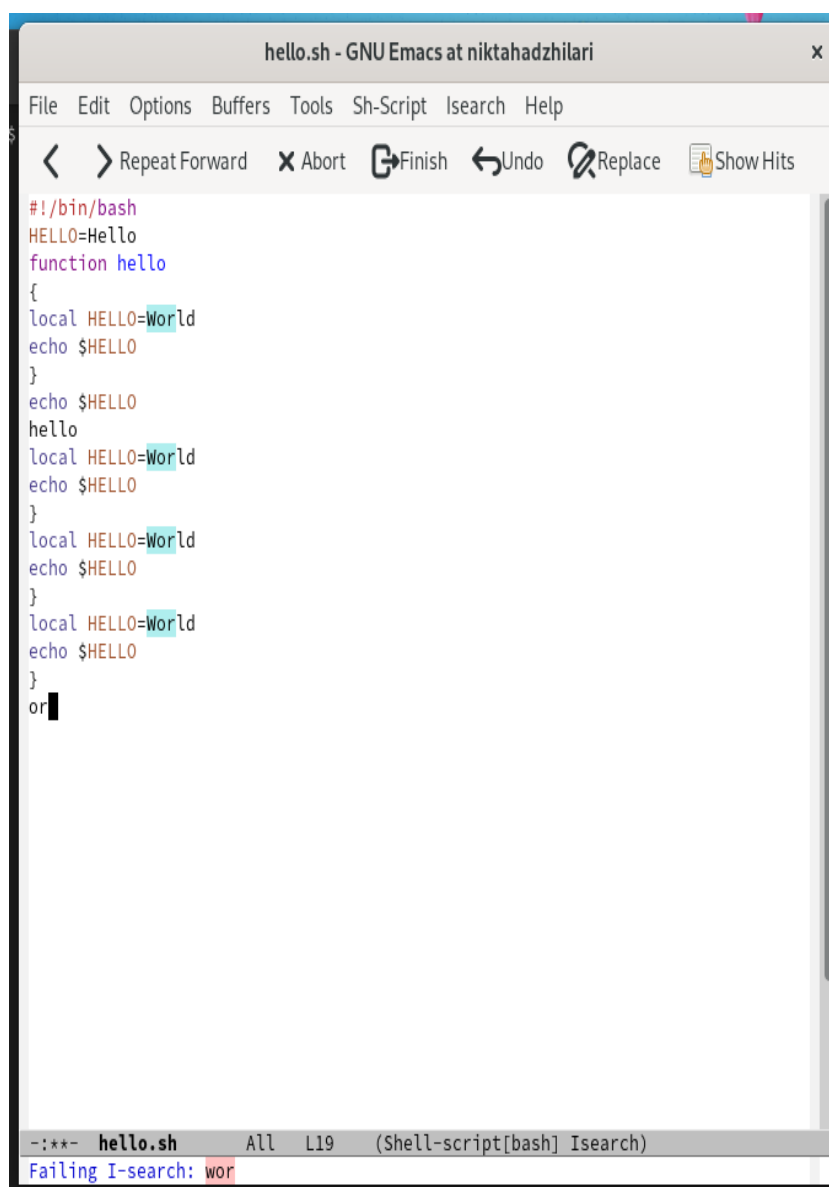 hello.sh - GNU Emacs at niktahadzhilari ×
File Edit Options Buffers Tools Sh-Script Isearch Help
Repeat Forward Abort Finish Undo Replace Show Hits
#!/bin/bash
HELLO=Hello
function hello
{
local HELLO=World
echo $HELLO
}
echo $HELLO
hello
local HELLO=World
echo $HELLO
}
local HELLO=World
echo $HELLO
}
local HELLO=World
echo $HELLO
}
or
-:**- hello.sh All L19 (Shell-script[bash] Isearch)
Failing I-search: wor